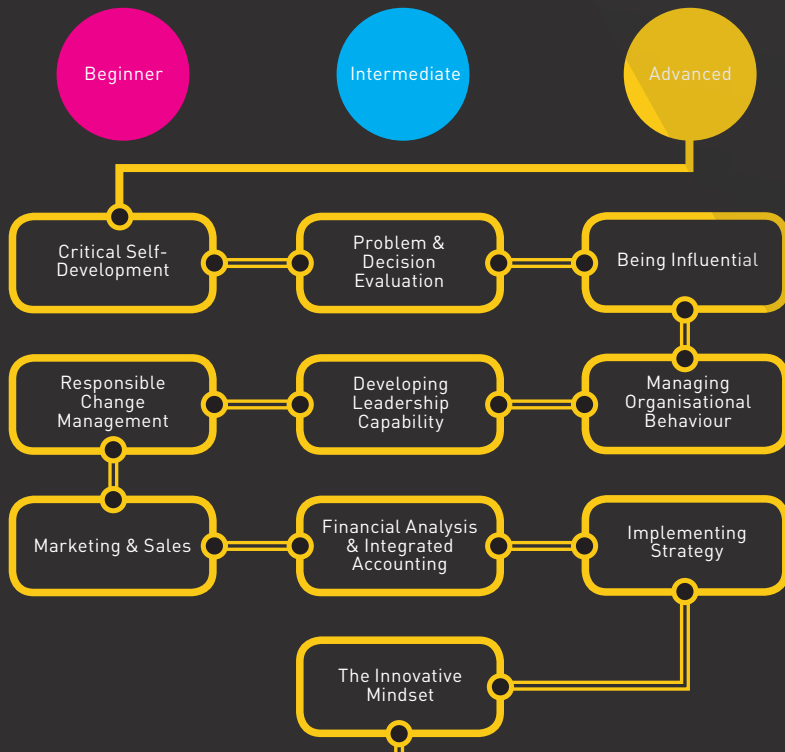 Beginner
Intermediate
Advanced
Critical Self-
Development
Problem &
Decision
Evaluation
Being Influential
Responsible
Change
Management
Developing
Leadership
Capability
Managing
Organisational
Behaviour
Marketing & Sales
Financial Analysis
& Integrated
Accounting
Implementing
Strategy
The Innovative
Mindset